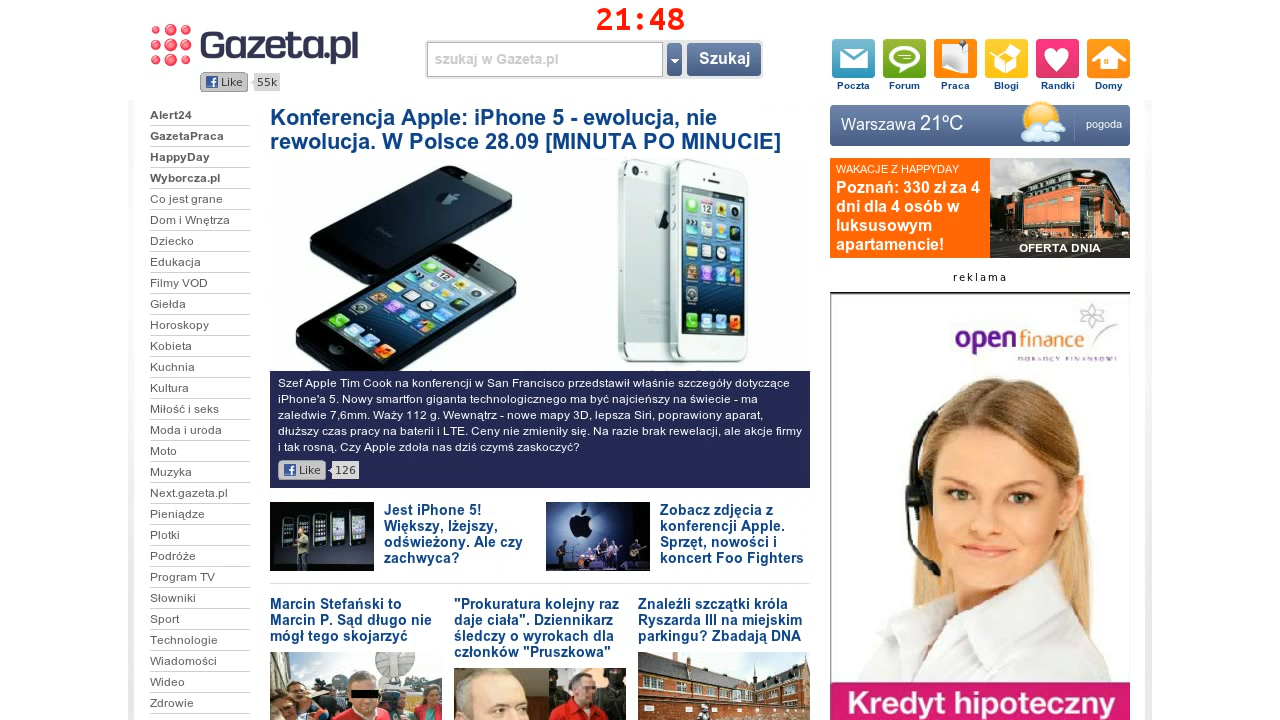 21:48
Gazeta.pl
Like 55k
szukaj w Gazeta.pl
Szukaj
Poczta
Forum
Praca
Blogi
Randki
Domy
Alert24
GazetaPraca
HappyDay
Wyborcza.pl
Co jest grane
Dom i Wnętrza
Dziecko
Edukacja
Filmy VOD
Giełda
Horoskopy
Kobieta
Kuchnia
Kultura
Miłość i seks
Moda i uroda
Moto
Muzyka
Next.gazeta.pl
Pieniądze
Plotki
Podróże
Program TV
Słowniki
Sport
Technologie
Wiadomości
Wideo
Zdrowie
Konferencja Apple: iPhone 5 - ewolucja, nie
rewolucja. W Polsce 28.09 [MINUTA PO MINUCIE]
Szef Apple Tim Cook na konferencji w San Francisco przedstawił właśnie szczegóły dotyczące
iPhone'a 5. Nowy smartfon giganta technologicznego ma być najcieńszy na świecie - ma
zaledwie 7,6mm. Waży 112 g. Wewnątrz - nowe mapy 3D, lepsza Siri, poprawiony aparat,
dłuższy czas pracy na baterii i LTE. Ceny nie zmieniły się. Na razie brak rewelacji, ale akcje firmy
i tak rosną. Czy Apple zdoła nas dziś czymś zaskoczyć?
Like 126
Jest iPhone 5!
Większy, lżejszy,
odświeżony. Ale czy
zachwyca?
Zobacz zdjęcia z
konferencji Apple.
Sprzęt, nowości i
koncert Foo Fighters
Marcin Stefański to
Marcin P. Sąd długo nie
mógł tego skojarzyć
"Prokuratura kolejny raz
daje ciała". Dziennikarz
śledczy o wyrokach dla
członków "Pruszkowa"
Znaleźli szczątki króla
Ryszarda III na miejskim
parkingu? Zbadają DNA
Warszawa 21°C
pogoda
WAKACJE Z HAPPYDAY
Poznań: 330 zł za 4
dni dla 4 osób w
luksusowym
apartamencie!
OFERTA DNIA
reklama
open finance
DORADCY FINANSOWI
Kredyt hipoteczny